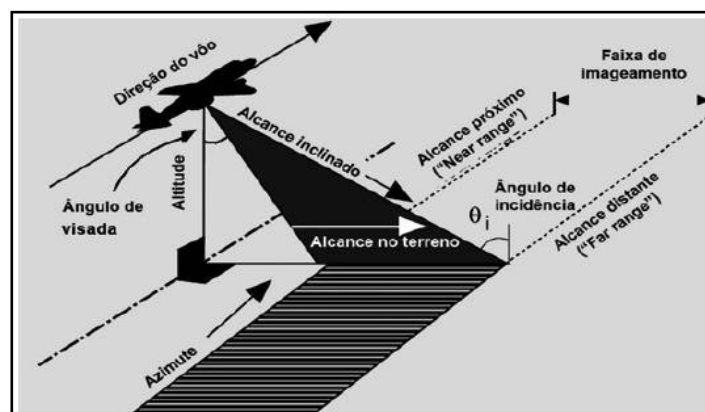 Direção do vôo
Faixa de
imageamento
Alcance próximo
("Near range")
Alcance inclinado
Altitude
Ângulo de
visada
Ângulo de
incidência
θi
Alcance no terreno
Alcance distante
("Far range")
Azimute